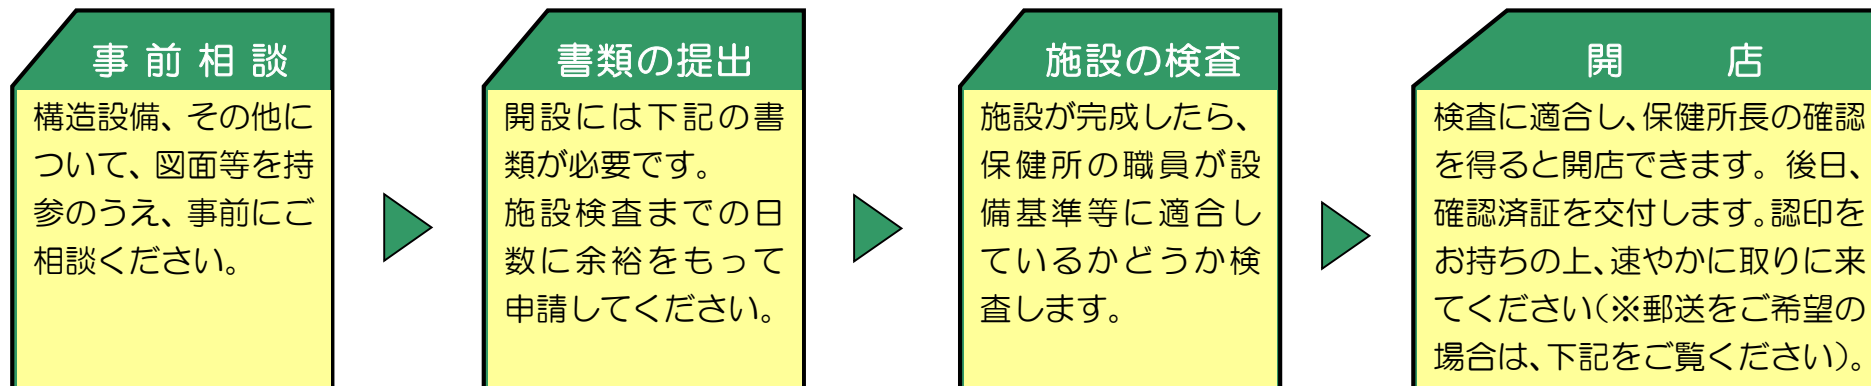 事前相談
構造設備、その他に
ついて、図面等を持
参のうえ、事前にご
相談ください。
書類の提出
開設には下記の書
類が必要です。
施設検査までの日
数に余裕をもって
申請してください。
施設の検査
施設が完成したら、
保健所の職員が設
備基準等に適合し
ているかどうか検
査します。
開店
検査に適合し、保健所長の確認
を得ると開店できます。後日、
確認済証を交付します。認印を
お持ちの上、速やかに取りに来
てください(※郵送をご希望の
場合は、下記をご覧ください)。